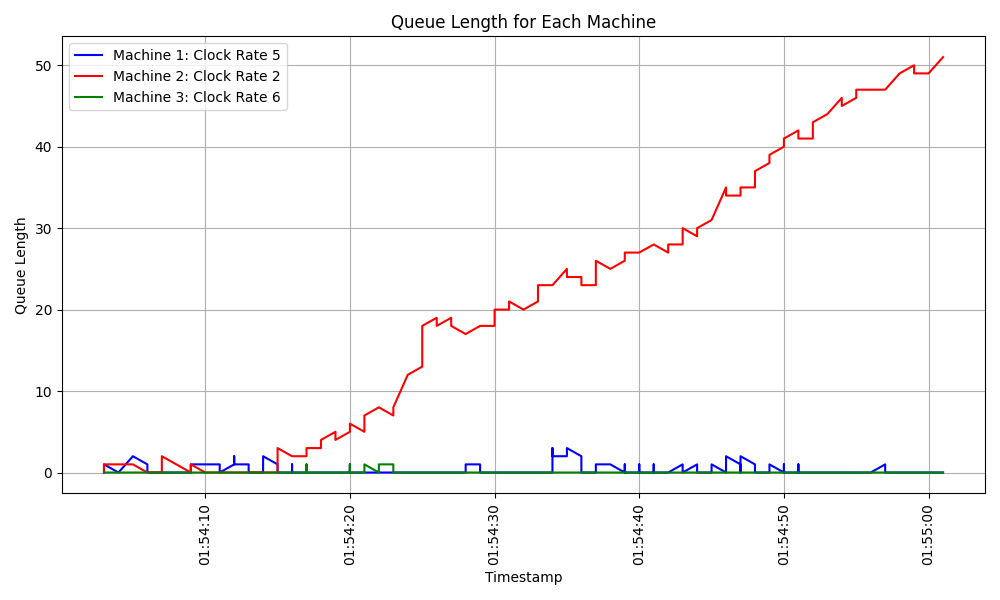 Queue Length for Each Machine
Machine 1: Clock Rate 5
Machine 2: Clock Rate 2
Machine 3: Clock Rate 6
Queue Length
50
40
30
20
10
0
01:54:10
01:54:20
01:54:30
01:54:40
01:54:50
01:55:00
Timestamp